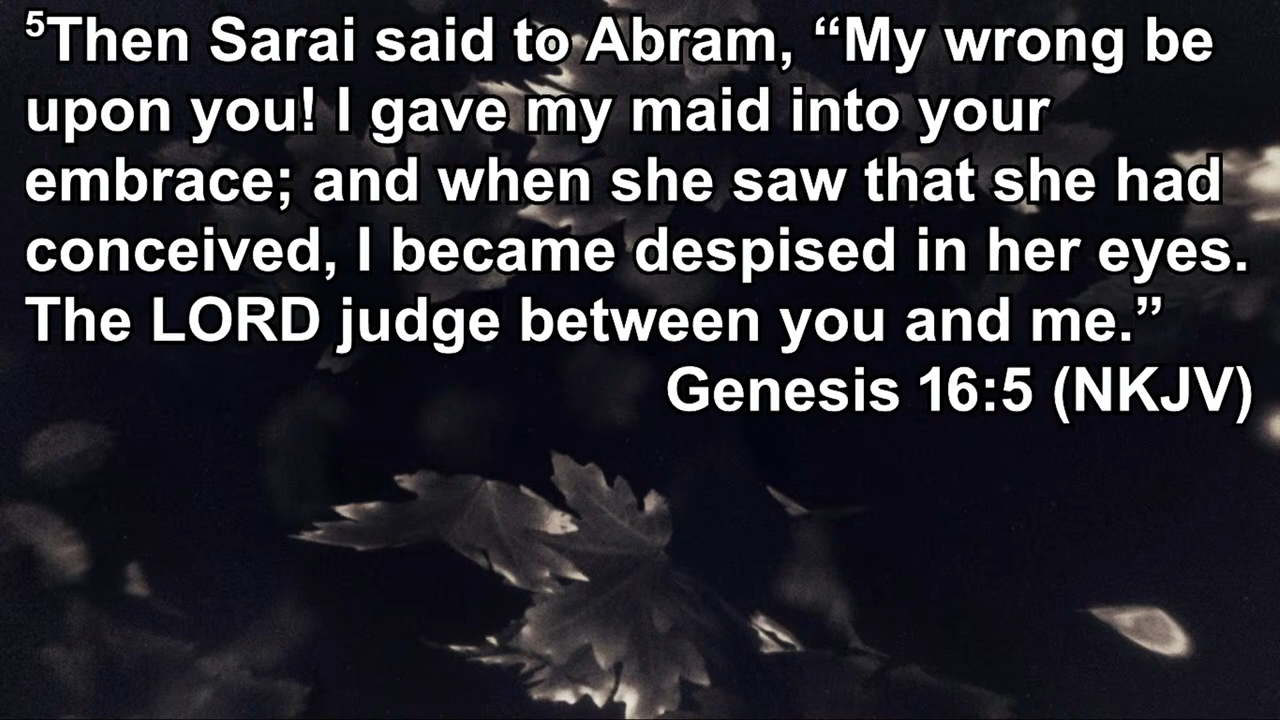 ⁵Then Sarai said to Abram, “My wrong be
upon you! I gave my maid into your
embrace; and when she saw that she had
conceived, I became despised in her eyes.
The LORD judge between you and me.”
Genesis 16:5 (NKJV)